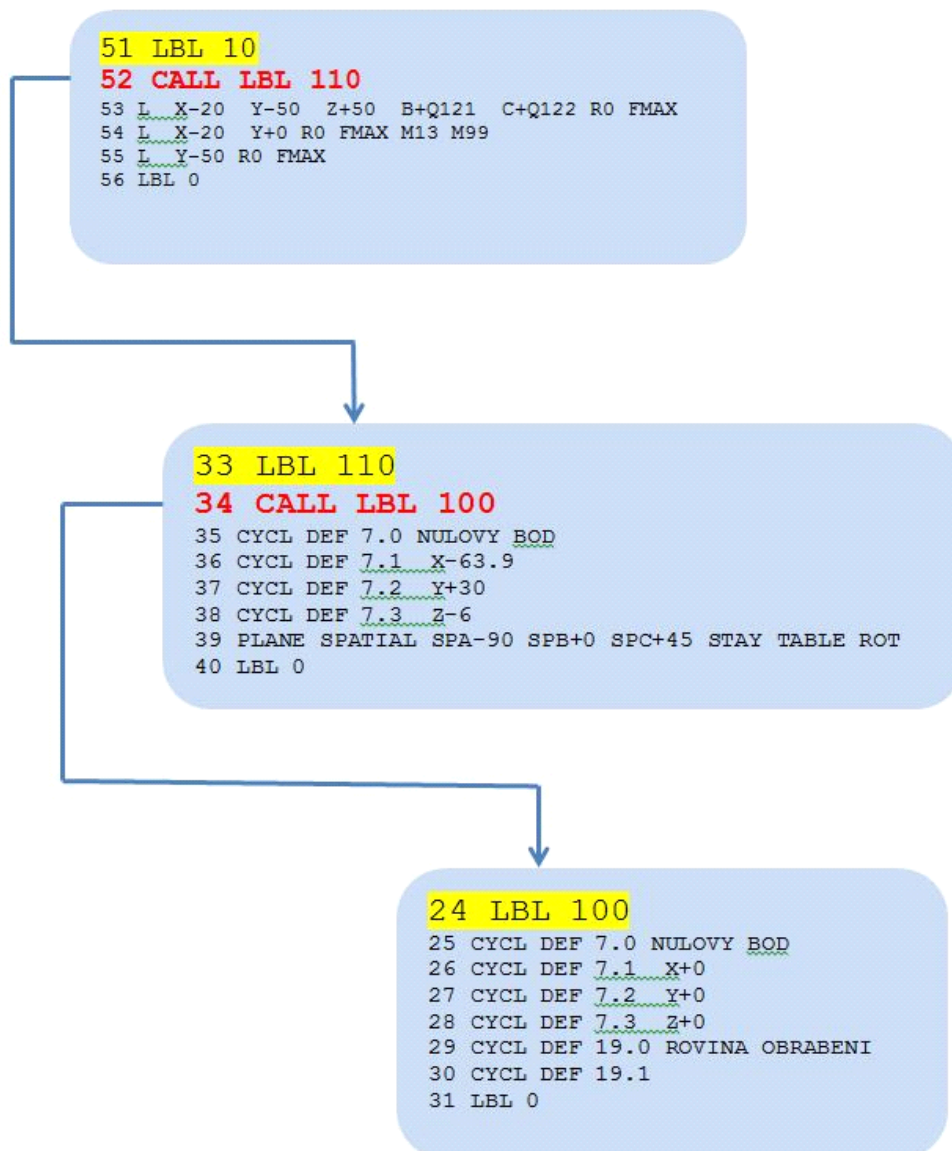 51 LBL 10
52 CALL LBL 110
53 L X-20 Y-50 Z+50 B+Q121 C+Q122 R0 FMAX
54 L X-20 Y+0 R0 FMAX M13 M99
55 L Y-50 R0 FMAX
56 LBL 0
33 LBL 110
34 CALL LBL 100
35 CYCL DEF 7.0 NULOVY BOD
36 CYCL DEF 7.1 X-63.9
37 CYCL DEF 7.2 Y+30
38 CYCL DEF 7.3 Z-6
39 PLANE SPATIAL SPA-90 SPB+0 SPC+45 STAY TABLE ROT
40 LBL 0
24 LBL 100
25 CYCL DEF 7.0 NULOVY BOD
26 CYCL DEF 7.1 X+0
27 CYCL DEF 7.2 Y+0
28 CYCL DEF 7.3 Z+0
29 CYCL DEF 19.0 ROVINA OBRABENI
30 CYCL DEF 19.1
31 LBL 0